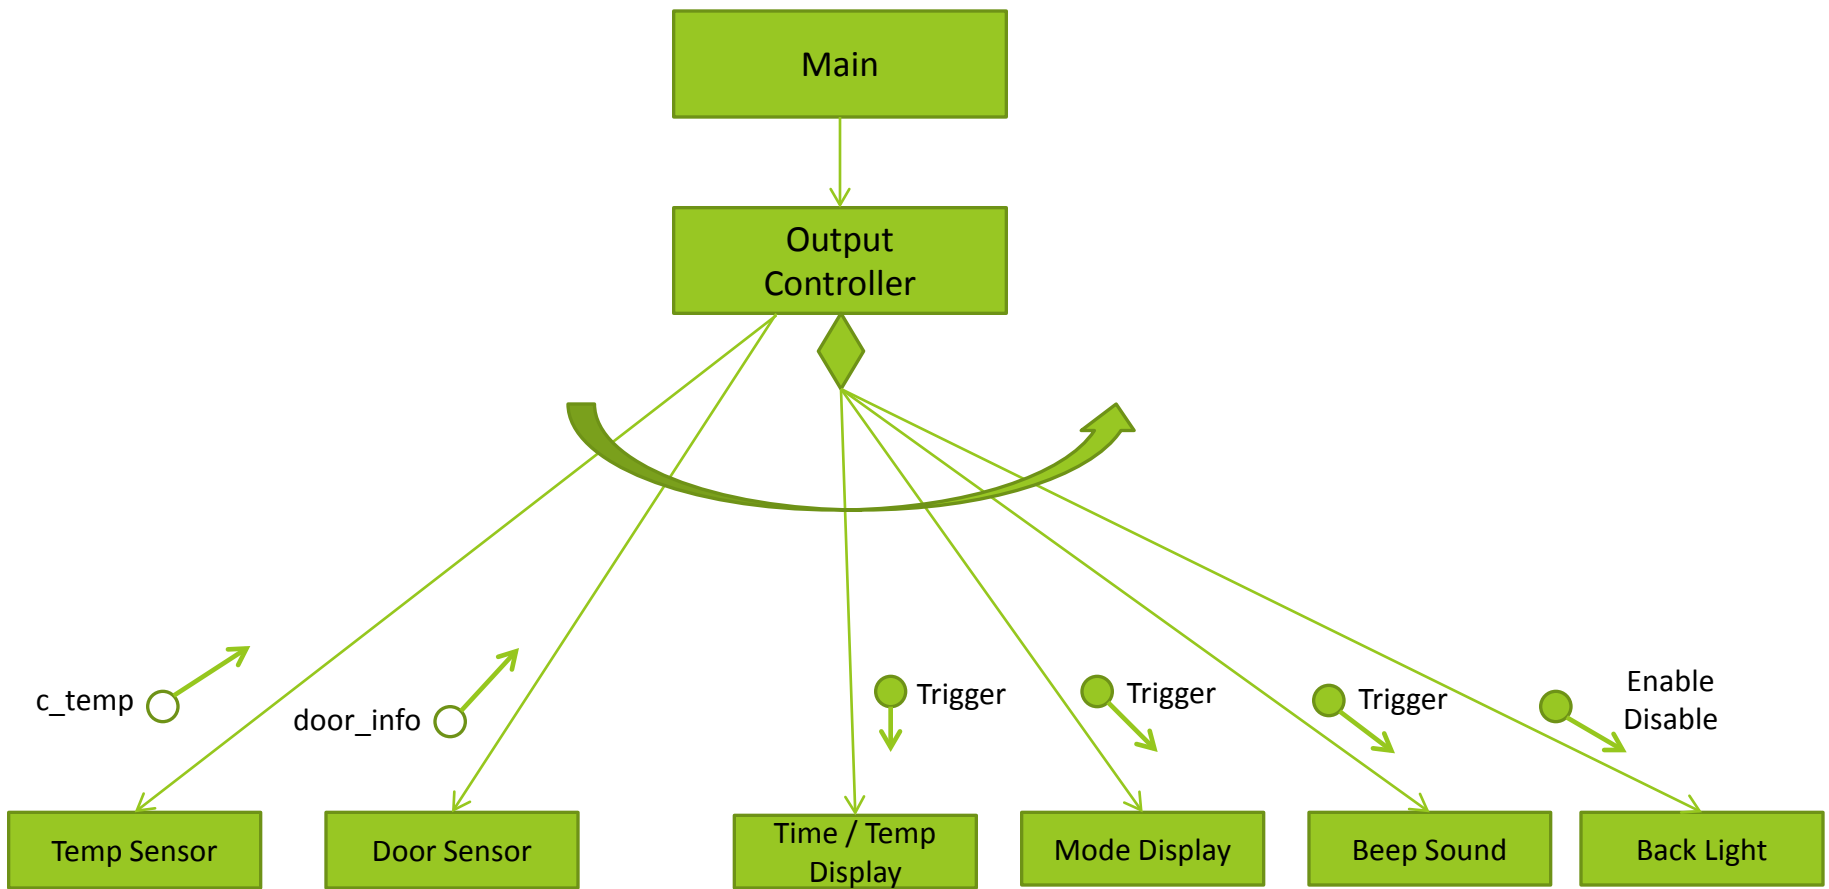 Main
Output
Controller
c_temp
door_info
Trigger
Trigger
Trigger
Enable
Disable
Temp Sensor
Door Sensor
Time / Temp
Display
Mode Display
Beep Sound
Back Light